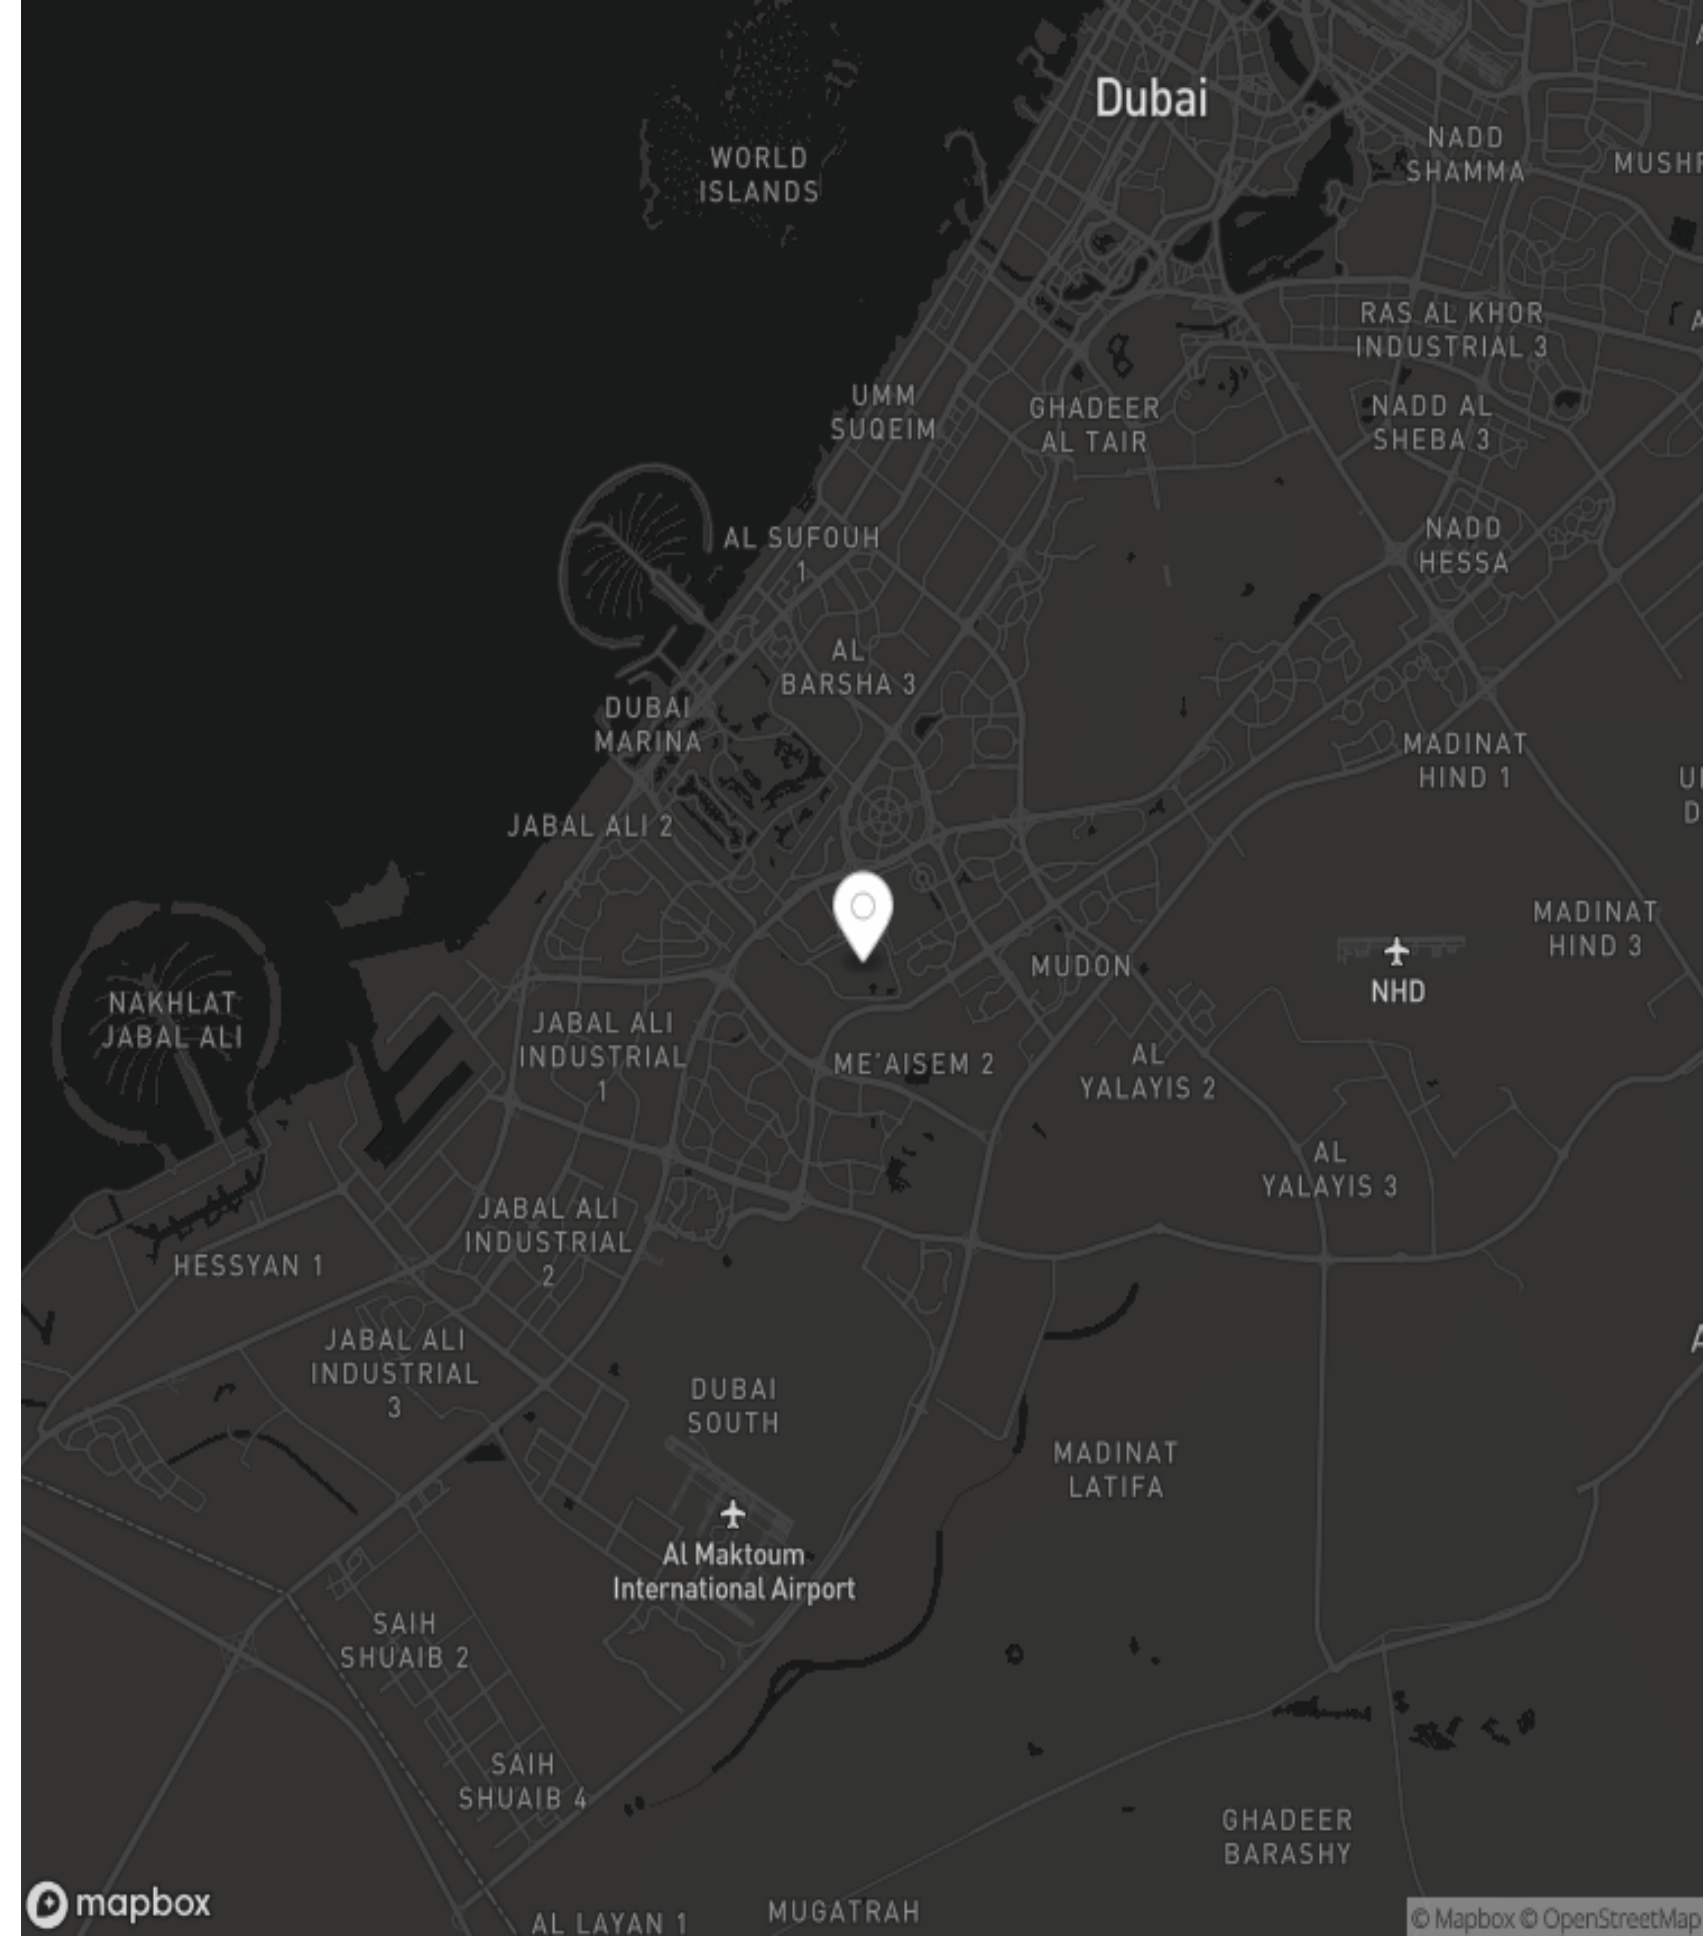 Dubai
WORLD
ISLANDS
NADD
SHAMMA
RAS AL KHOR
INDUSTRIAL 3
UMM
SUQEIM
GHADEER
AL TAIR
NADD AL
SHEBA 3
AL SUFOUH
1
NADD
HESSA
AL
BARSHA 3
DUBAI
MARINA
MADINAT
HIND 1
JABAL ALI 2
MADINAT
HIND 3
MUDON
NHD
NAKHLAT
JABAL ALI
JABAL ALI
INDUSTRIAL
1
ME'AISEM 2
AL
YALAYIS 2
AL
YALAYIS 3
JABAL ALI
INDUSTRIAL
2
HESSYAN 1
JABAL ALI
INDUSTRIAL
3
DUBAI
SOUTH
MADINAT
LATIFA
Al Maktoum
International Airport
SAIH
SHUAIB 2
SAIH
SHUAIB 4
GHADEER
BARASHY
mapbox
AL LAYAN 1
MUGATRAH
© Mapbox © OpenStreetMap